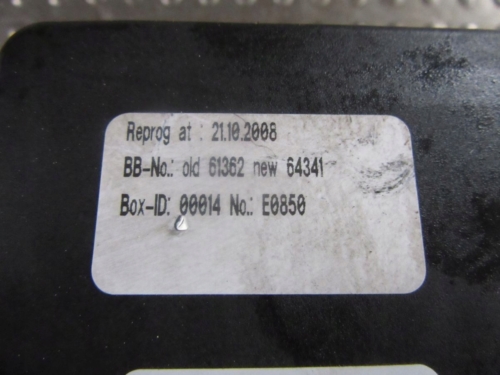 Reprog at : 21.10.2008
BB-No.: old 61362 new 64341
Box-ID: 00014 No.: E0850